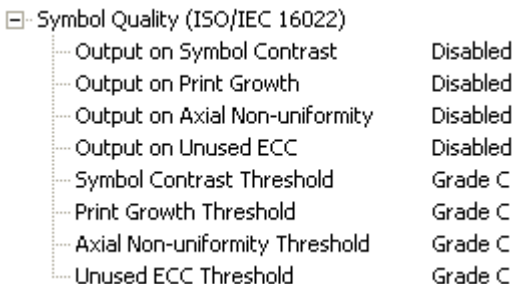 Symbol Quality (ISO/IEC 16022)
Output on Symbol Contrast Disabled
Output on Print Growth Disabled
Output on Axial Non-uniformity Disabled
Output on Unused ECC Disabled
Symbol Contrast Threshold Grade C
Print Growth Threshold Grade C
Axial Non-uniformity Threshold Grade C
Unused ECC Threshold Grade C